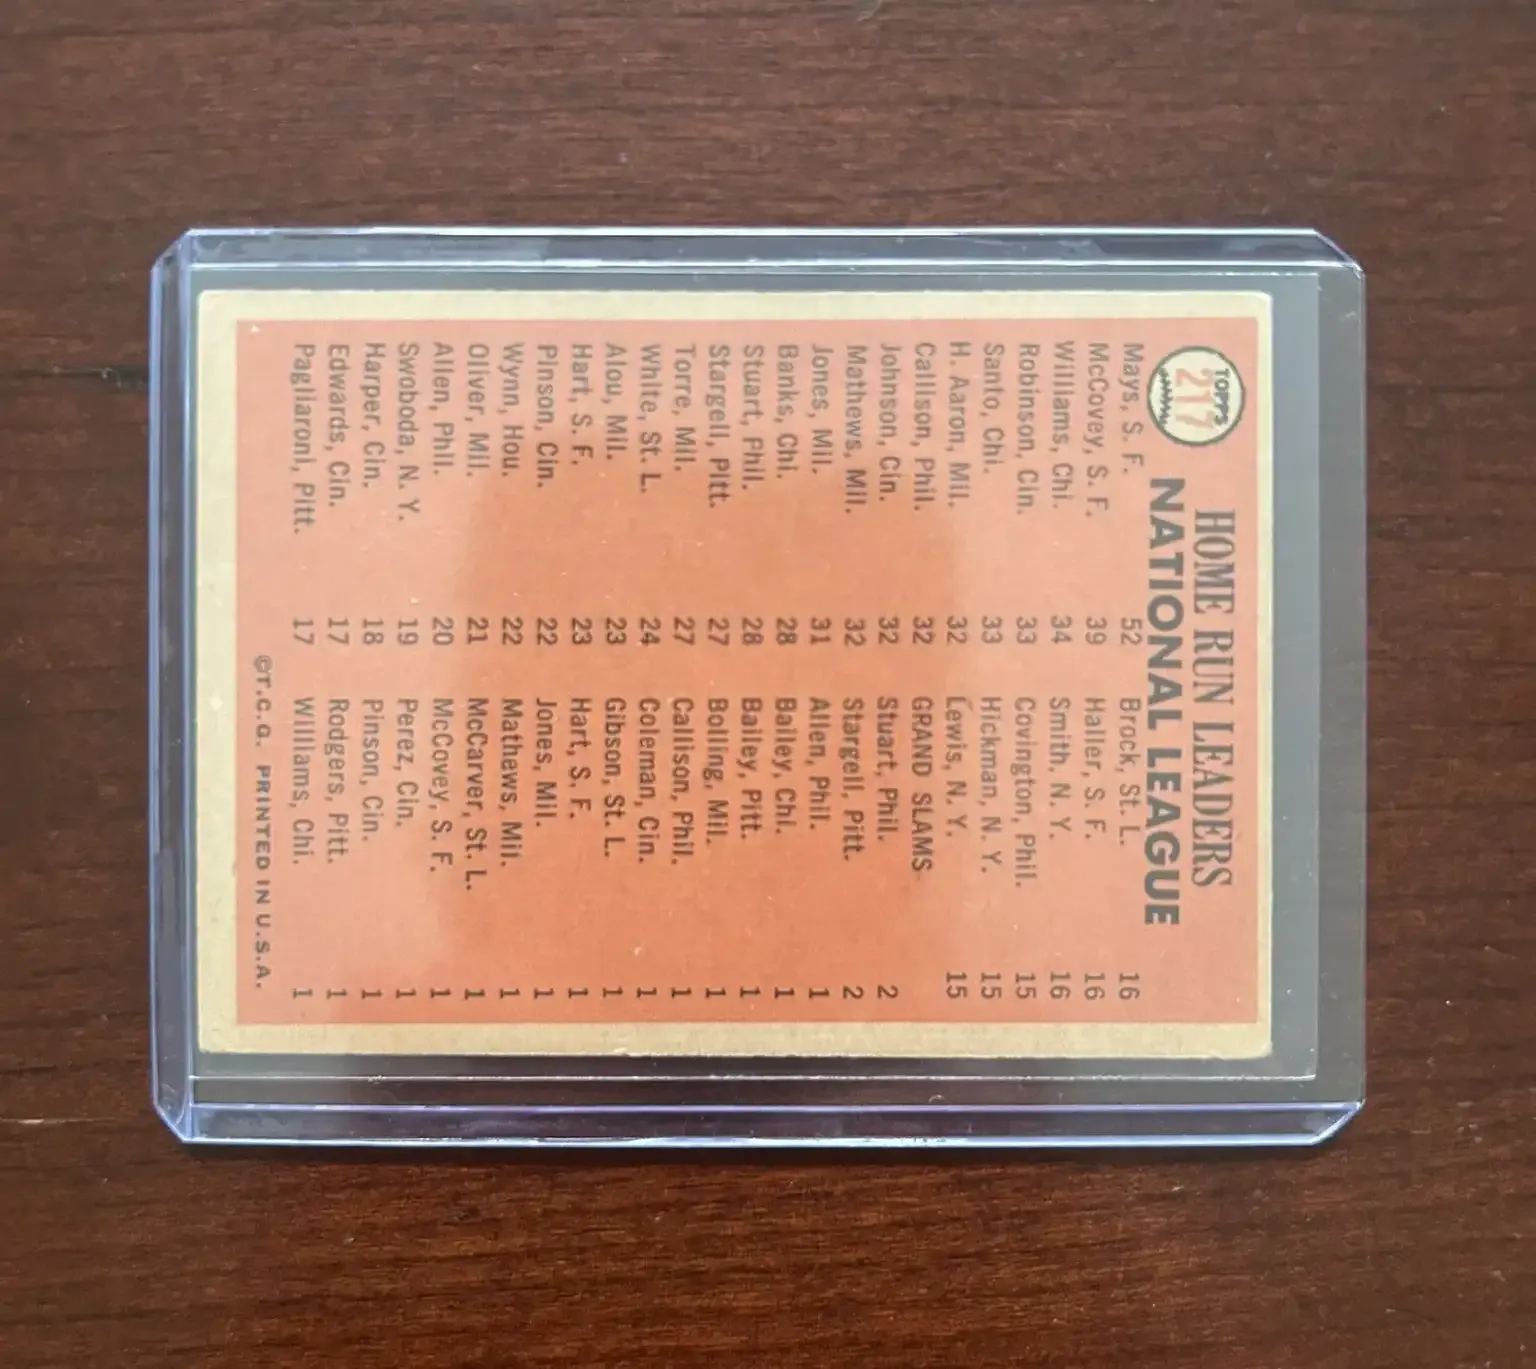 TOPPS
217
HOME RUN LEADERS
NATIONAL LEAGUE
Mays, S. F. 52
McCovey, S. F. 39
Williams, Chi. 34
Robinson, Cin. 33
Santo, Chi. 33
H. Aaron, Mil. 32
Callison, Phil. 32
Johnson, Cin. 32
Mathews, Mil. 32
Jones, Mil. 31
Banks, Chi. 28
Stuart, Phil. 28
Stargell, Pitt. 27
Torre, Mil. 27
White, St. L. 24
Alou, Mil. 23
Hart, S. F. 23
Pinson, Cin. 22
Wynn, Hou. 22
Oliver, Mil. 21
Allen, Phil. 20
Swoboda, N. Y. 19
Harper, Cin. 18
Edwards, Cin. 17
Pagliaroni, Pitt. 17
Brock, St. L. 16
Haller, S. F. 16
Smith, N. Y. 16
Covington, Phil. 15
Hickman, N. Y. 15
Lewis, N. Y. 15
GRAND SLAMS
Stuart, Phil. 2
Stargell, Pitt. 2
Allen, Phil. 1
Bailey, Chi. 1
Bailey, Pitt. 1
Bolling, Mil. 1
Callison, Phil. 1
Coleman, Cin. 1
Gibson, St. L. 1
Hart, S. F. 1
Jones, Mil. 1
Mathews, Mil. 1
McCarver, St. L. 1
McCovey, S. F. 1
Perez, Cin. 1
Pinson, Cin. 1
Rodgers, Pitt. 1
Williams, Chi. 1
©T.C.G. PRINTED IN U.S.A.